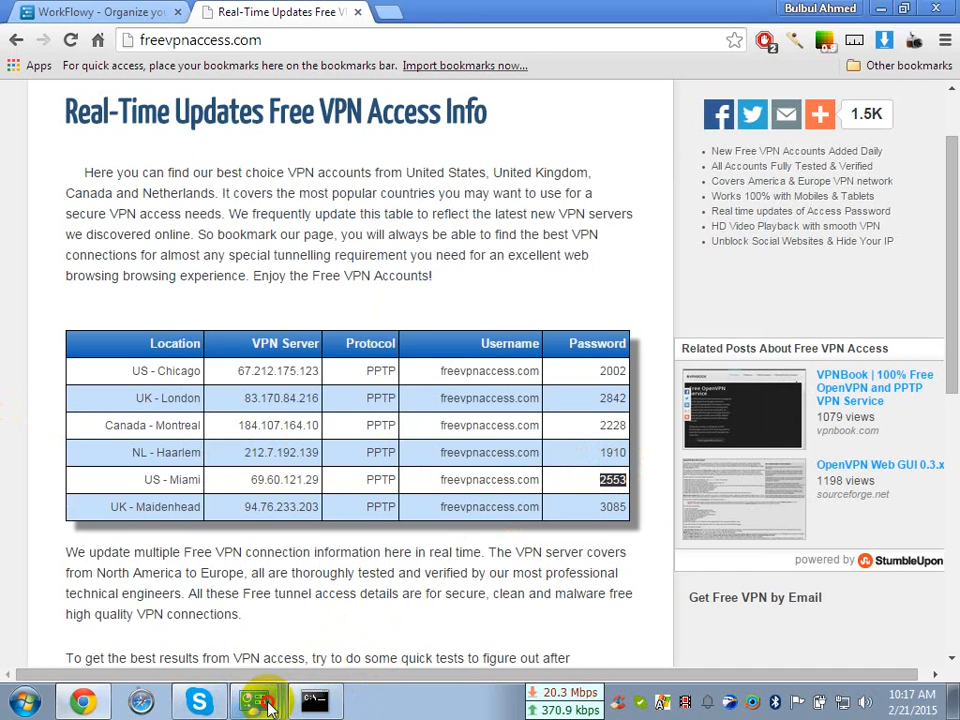 WorkFlowy - Organize you
Real-Time Updates Free V
Bulbul Ahmed
freevpnaccess.com
2
0.3
Apps
For quick access, place your bookmarks here on the bookmarks bar. Import bookmarks now...
Other bookmarks
Real-Time Updates Free VPN Access Info
Here you can find our best choice VPN accounts from United States, United Kingdom,
Canada and Netherlands. It covers the most popular countries you may want to use for a
secure VPN access needs. We frequently update this table to reflect the latest new VPN servers
we discovered online. So bookmark our page, you will always be able to find the best VPN
connections for almost any special tunnelling requirement you need for an excellent web
browsing browsing experience. Enjoy the Free VPN Accounts!
Location VPN Server Protocol Username Password
US - Chicago 67.212.175.123 PPTP freevpnaccess.com 2002
UK - London 83.170.84.216 PPTP freevpnaccess.com 2842
Canada - Montreal 184.107.164.10 PPTP freevpnaccess.com 2228
NL - Haarlem 212.7.192.139 PPTP freevpnaccess.com 1910
US - Miami 69.60.121.29 PPTP freevpnaccess.com 2553
UK - Maidenhead 94.76.233.203 PPTP freevpnaccess.com 3085
We update multiple Free VPN connection information here in real time. The VPN server covers
from North America to Europe, all are thoroughly tested and verified by our most professional
technical engineers. All these Free tunnel access details are for secure, clean and malware free
high quality VPN connections.
To get the best results from VPN access, try to do some quick tests to figure out after
1.5K
New Free VPN Accounts Added Daily
All Accounts Fully Tested & Verified
Covers America & Europe VPN network
Works 100% with Mobiles & Tablets
Real time updates of Access Password
HD Video Playback with smooth VPN
Unblock Social Websites & Hide Your IP
Related Posts About Free VPN Access
VPNBook | 100% Free
OpenVPN and PPTP
VPN Service
1079 views
vpnbook.com
OpenVPN Web GUI 0.3.x
1198 views
sourceforge.net
powered by StumbleUpon
Get Free VPN by Email
20.3 Mbps
370.9 kbps
10:17 AM
2/21/2015